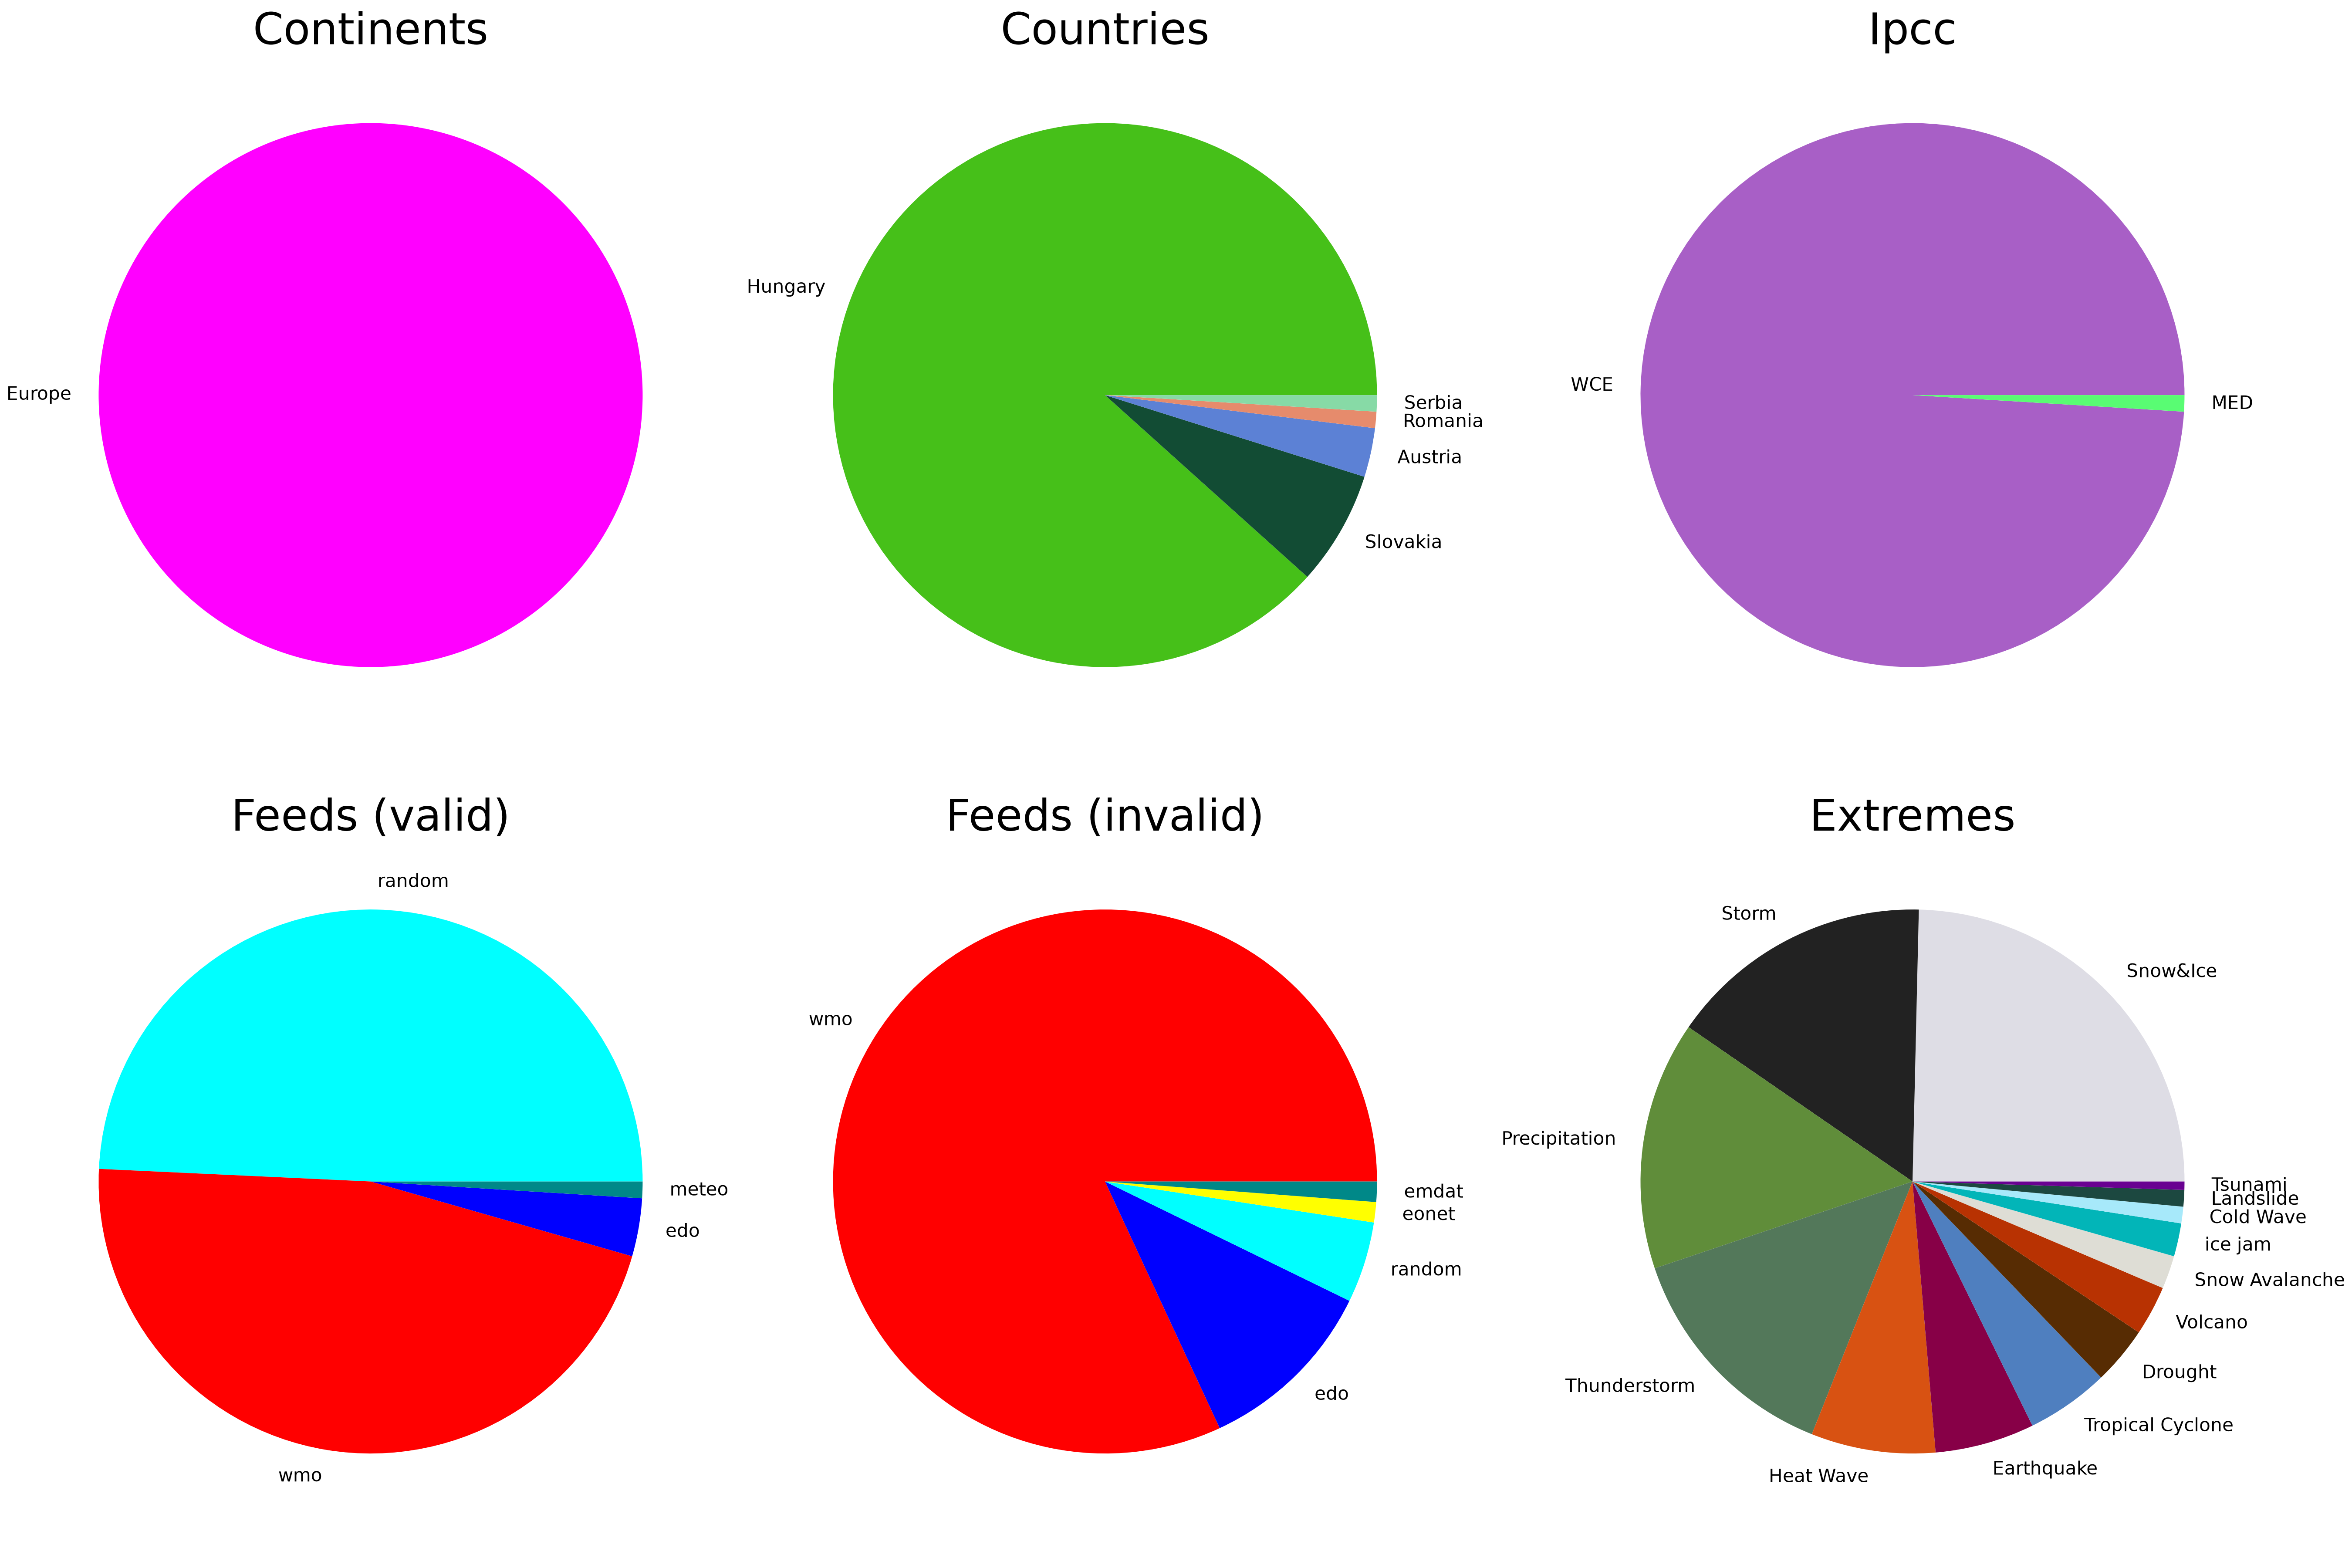 Continents
Europe
Countries
Hungary
Serbia
Romania
Austria
Slovakia
Ipcc
WCE
MED
Feeds (valid)
random
meteo
edo
wmo
Feeds (invalid)
wmo
emdat
eonet
random
edo
Extremes
Storm
Snow&Ice
Precipitation
Tsunami
Landslide
Cold Wave
ice jam
Snow Avalanche
Volcano
Drought
Thunderstorm
Tropical Cyclone
Earthquake
Heat Wave